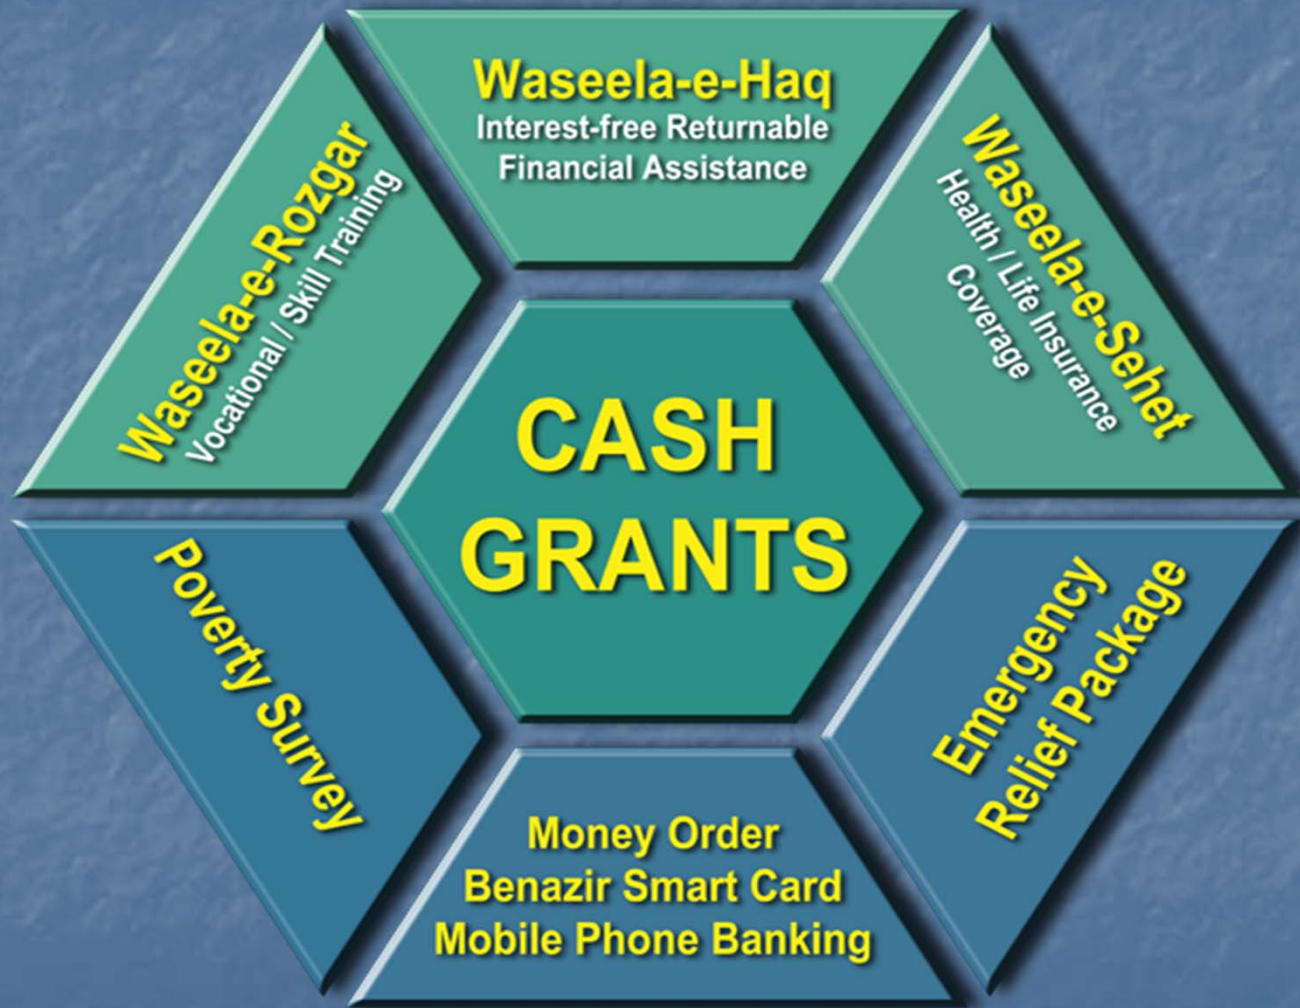 Waseela-e-Haq
Interest-free Returnable
Financial Assistance
Waseela-e-Rozgar
Vocational / Skill Training
Waseela-e-Sehet
Health / Life Insurance
Coverage
CASH
GRANTS
Poverty Survey
Emergency
Relief Package
Money Order
Benazir Smart Card
Mobile Phone Banking